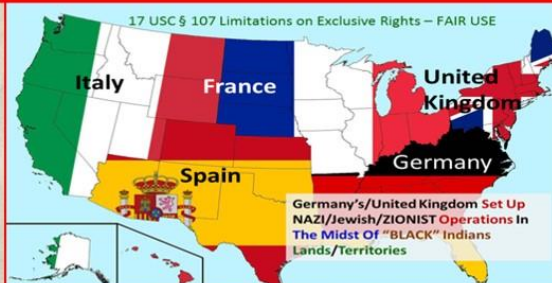 17 USC § 107 Limitations on Exclusive Rights – FAIR USE
Italy
France
United
Kingdom
Spain
Germany
Germany's/United Kingdom Set Up
NAZI/Jewish/ZIONIST Operations In
The Midst Of "BLACK" Indians
Lands/Territories